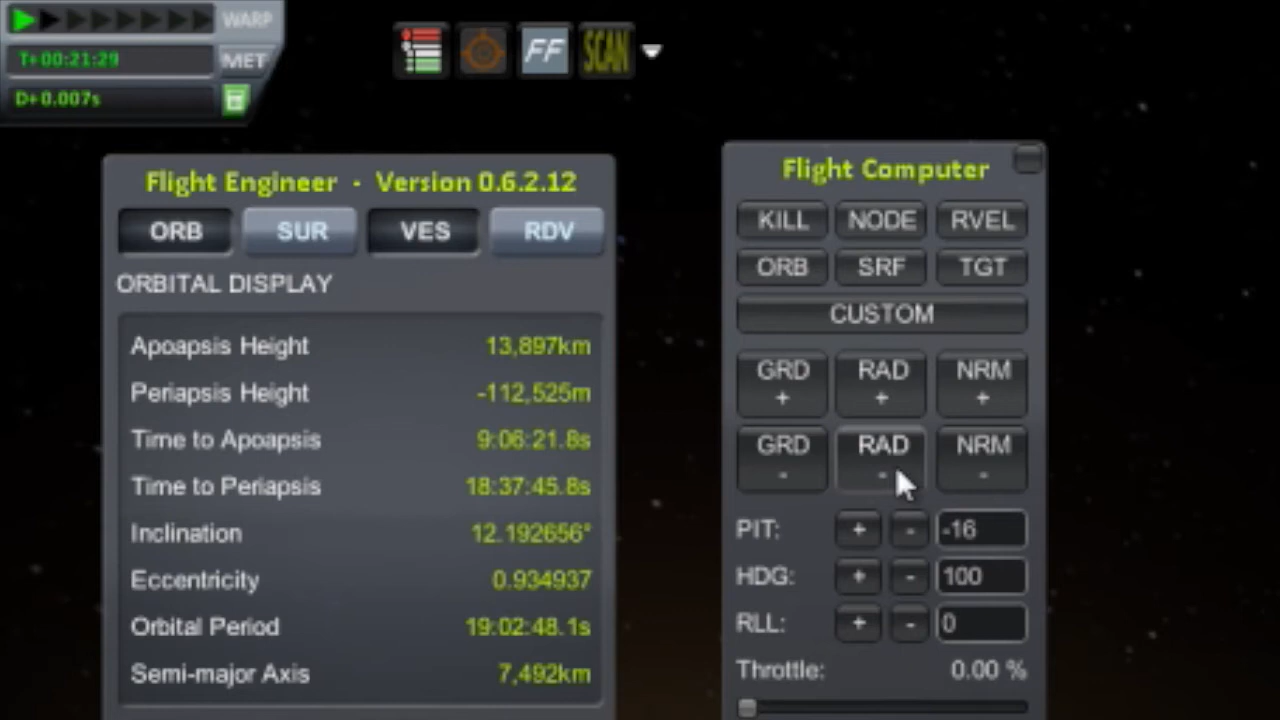 WARP
T+00:21:29 MET
D+0.007s
FF SCAN
Flight Engineer - Version 0.6.2.12
ORB SUR VES RDV
ORBITAL DISPLAY
Apoapsis Height 13,897km
Periapsis Height -112,525m
Time to Apoapsis 9:06:21.8s
Time to Periapsis 18:37:45.8s
Inclination 12.192656°
Eccentricity 0.934937
Orbital Period 19:02:48.1s
Semi-major Axis 7,492km
Flight Computer
KILL NODE RVEL
ORB SRF TGT
CUSTOM
GRD RAD NRM
+ + +
GRD RAD NRM
- - -
PIT: + - -16
HDG: + - 100
RLL: + - 0
Throttle: 0.00 %